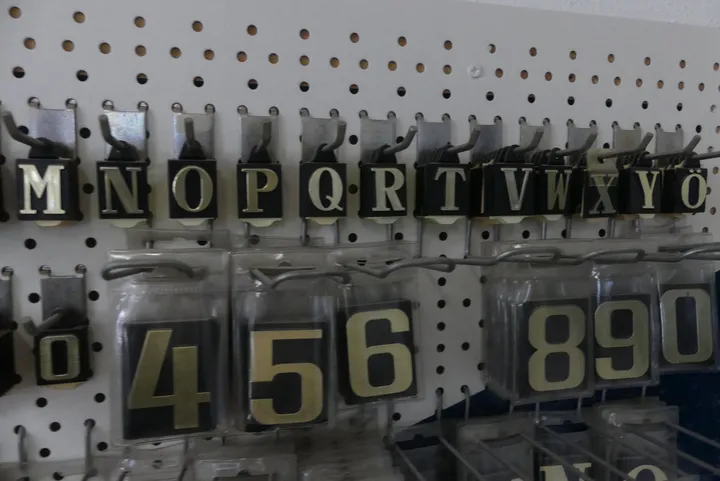 M N O P Q R T V W X Y Ö
0 4 5 6 8 9 0
N O